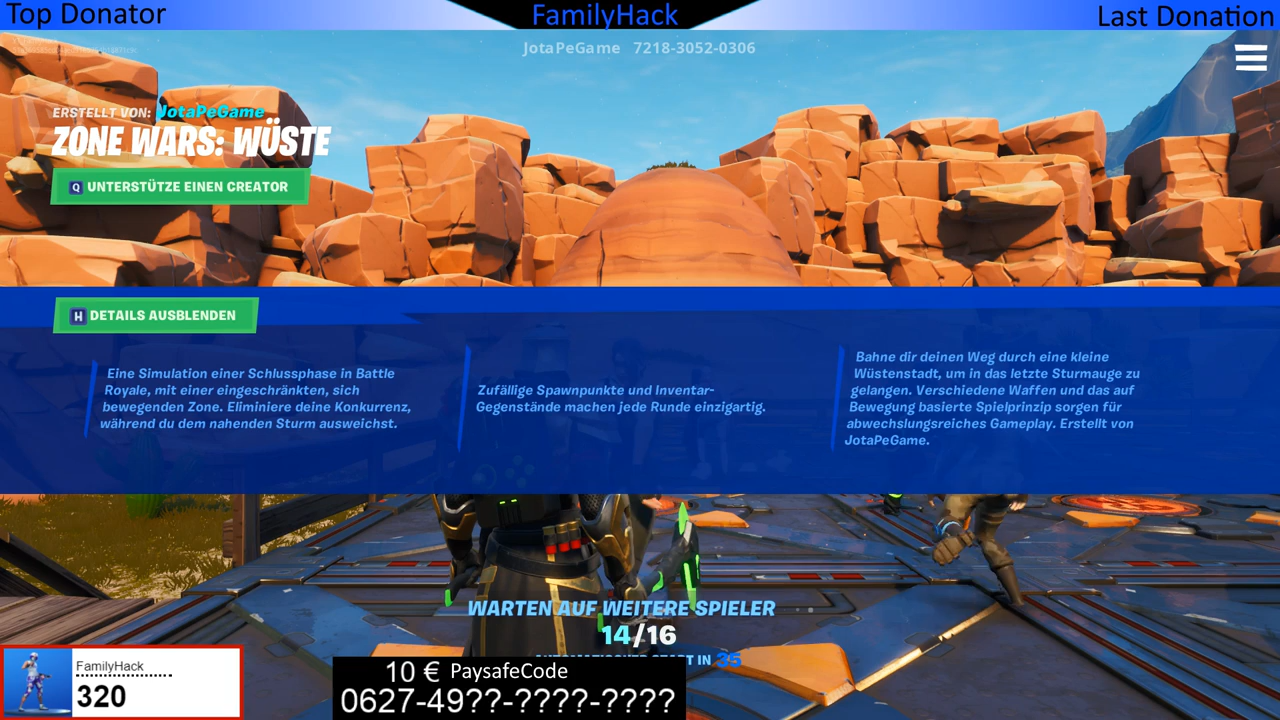 Top Donator
FamilyHack
Last Donation
JotaPeGame 7218-3052-0306
ERSTELLT VON: JotaPeGame
ZONE WARS: WÜSTE
Q UNTERSTÜTZE EINEN CREATOR
H DETAILS AUSBLENDEN
Eine Simulation einer Schlussphase in Battle
Royale, mit einer eingeschränkten, sich
bewegenden Zone. Eliminiere deine Konkurrenz,
während du dem nahenden Sturm ausweichst.
Zufällige Spawnpunkte und Inventar-
Gegenstände machen jede Runde einzigartig.
Bahne dir deinen Weg durch eine kleine
Wüstenstadt, um in das letzte Sturmauge zu
gelangen. Verschiedene Waffen und das auf
Bewegung basierte Spielprinzip sorgen für
abwechslungsreiches Gameplay. Erstellt von
JotaPeGame.
WARTEN AUF WEITERE SPIELER
14/16
AUTOMATISCHER START IN 35
FamilyHack
320
10 € PaysafeCode
0627-49??-????-????